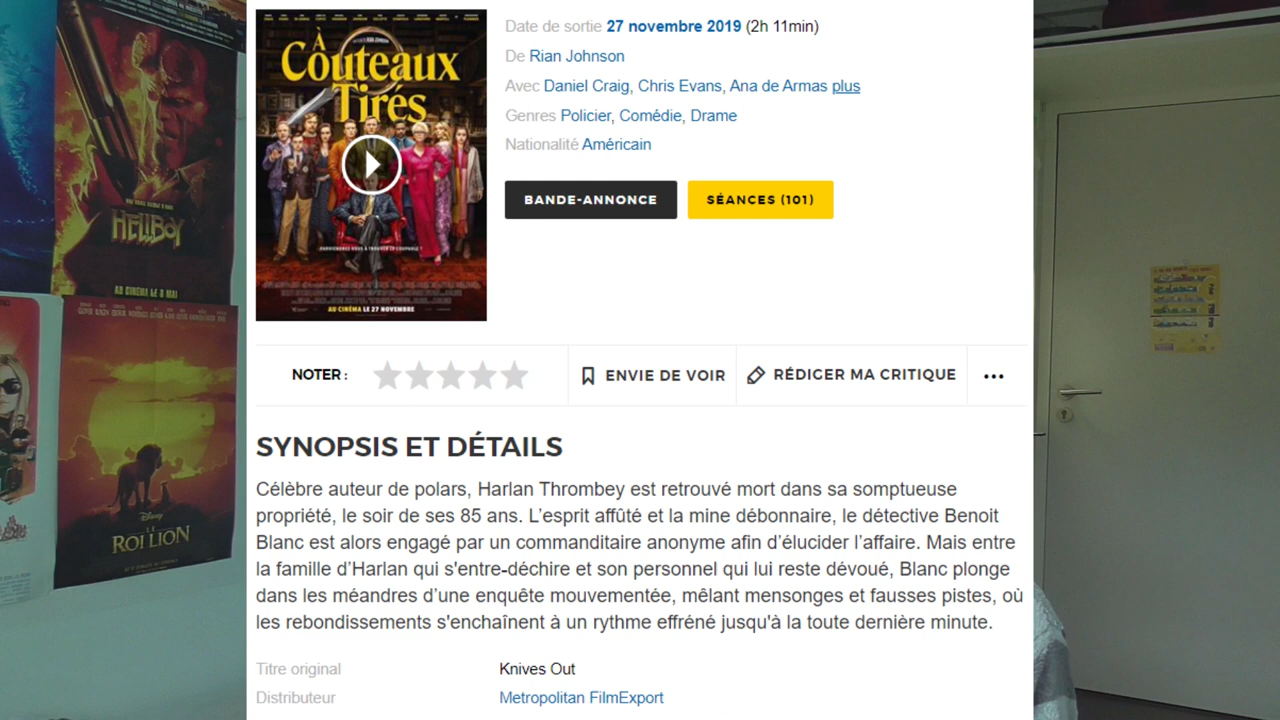 À
Couteaux
Tirés
AU CINÉMA LE 27 NOVEMBRE
Date de sortie 27 novembre 2019 (2h 11min)
De Rian Johnson
Avec Daniel Craig, Chris Evans, Ana de Armas plus
Genres Policier, Comédie, Drame
Nationalité Américain
BANDE-ANNONCE
SÉANCES (101)
NOTER :
ENVIE DE VOIR
RÉDIGER MA CRITIQUE
...
SYNOPSIS ET DÉTAILS
Célèbre auteur de polars, Harlan Thrombey est retrouvé mort dans sa somptueuse
propriété, le soir de ses 85 ans. L’esprit affûté et la mine débonnaire, le détective Benoit
Blanc est alors engagé par un commanditaire anonyme afin d’élucider l’affaire. Mais entre
la famille d’Harlan qui s'entre-déchire et son personnel qui lui reste dévoué, Blanc plonge
dans les méandres d’une enquête mouvementée, mêlant mensonges et fausses pistes, où
les rebondissements s'enchaînent à un rythme effréné jusqu'à la toute dernière minute.
Titre original Knives Out
Distributeur Metropolitan FilmExport
HELLBOY
AU CINÉMA LE 8 MAI
Disney
LE
ROI LION